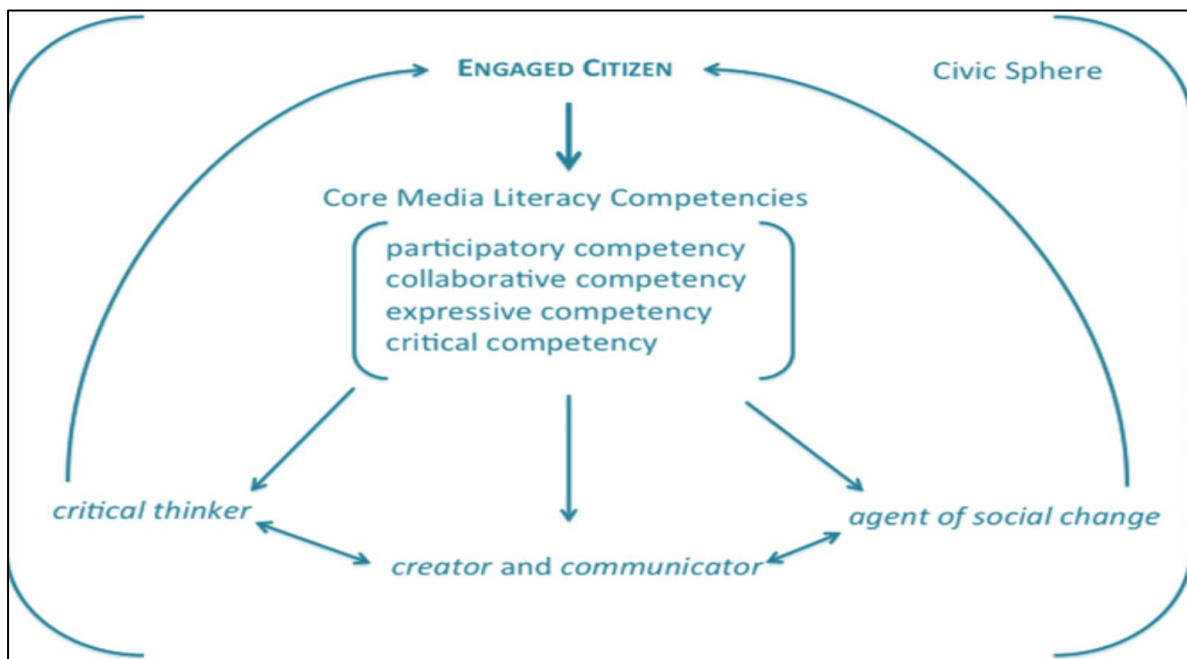 ENGAGED CITIZEN
Civic Sphere
Core Media Literacy Competencies
participatory competency
collaborative competency
expressive competency
critical competency
critical thinker
agent of social change
creator and communicator